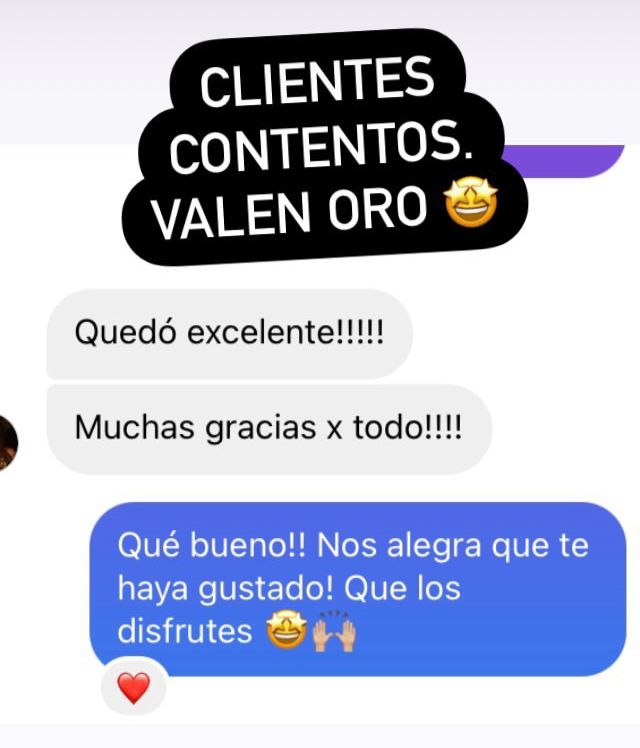 CLIENTES
CONTENTOS.
VALEN ORO 🤩
Quedó excelente!!!!!
Muchas gracias x todo!!!!
Qué bueno!! Nos alegra que te
haya gustado! Que los
disfrutes 🤩🙌🏼
❤️